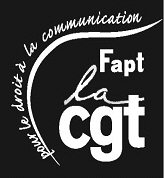 pour le droit à la communication
Fapt
la
cgt